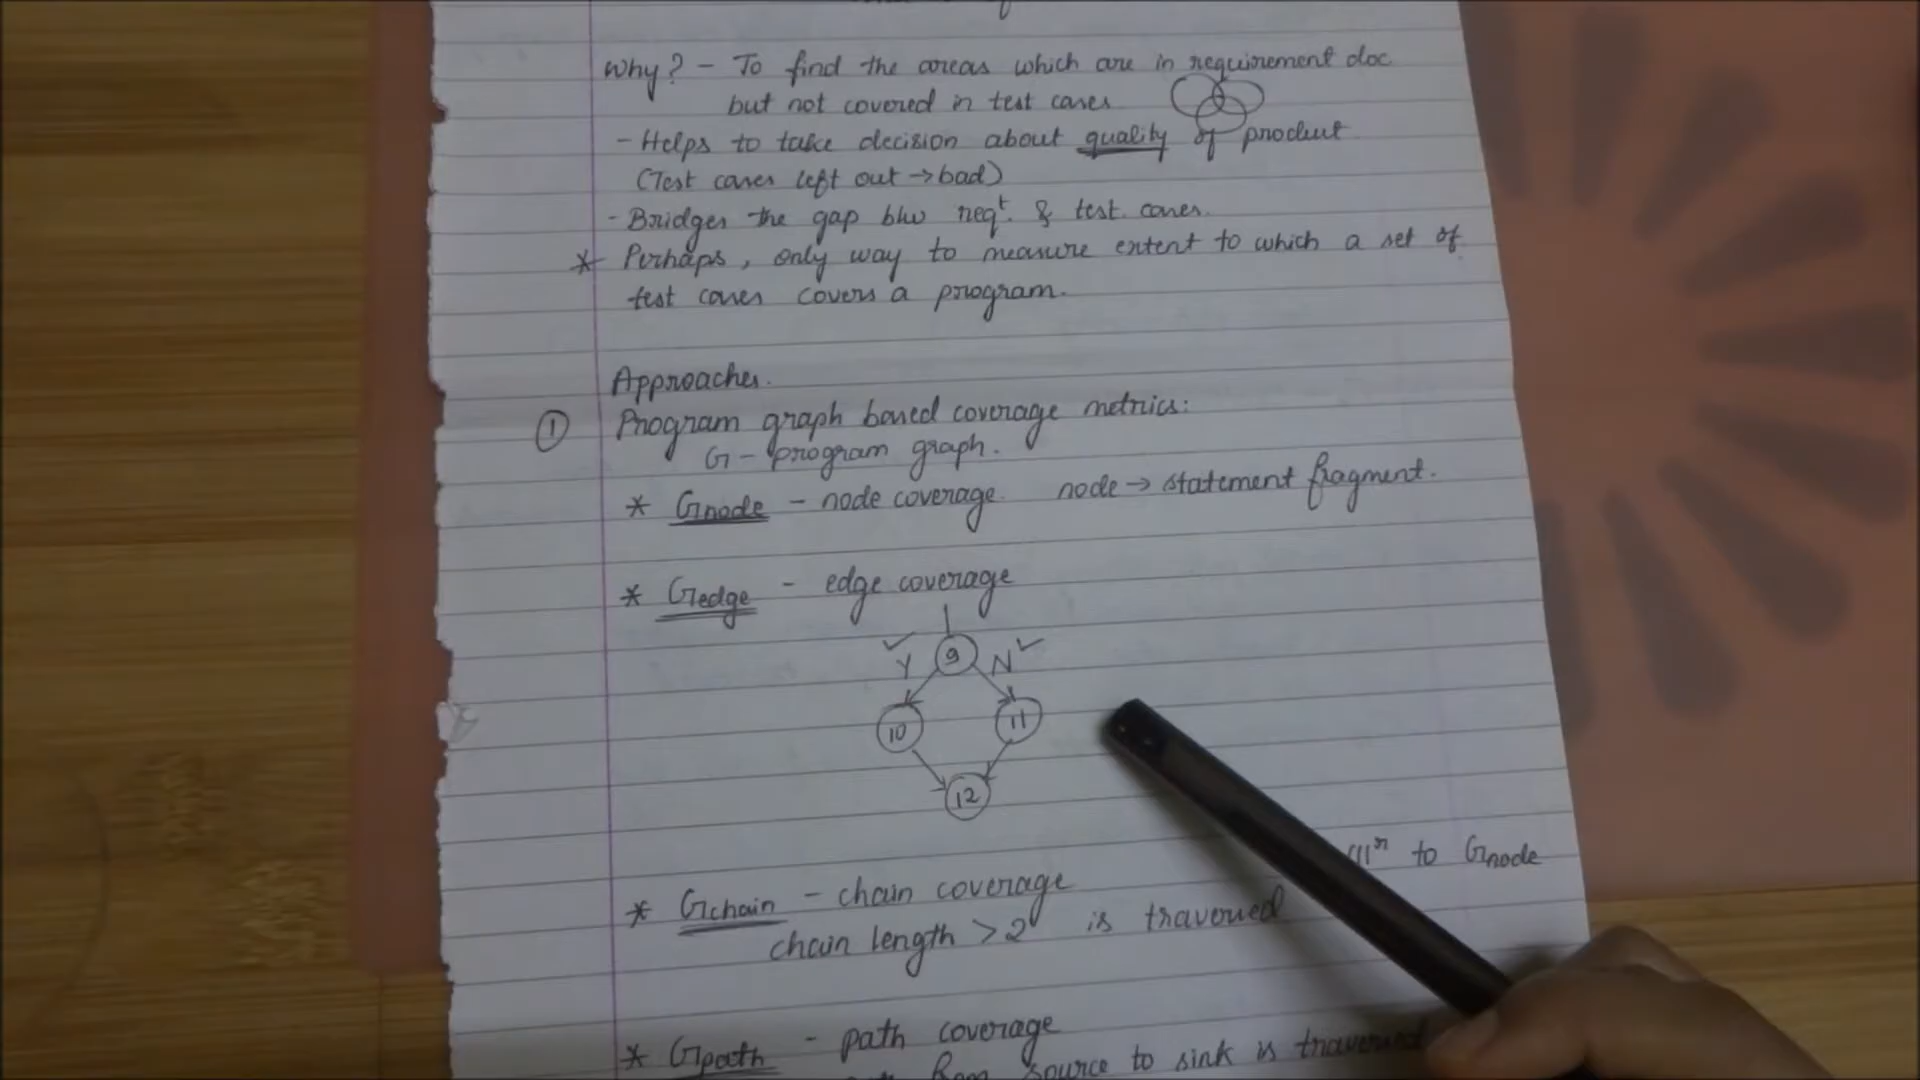 Why? - To find the areas which are in requirement doc
but not covered in test cases
- Helps to take decision about quality of product
(Test cases left out → bad)
- Bridges the gap b/w reqt. & test cases.
* Perhaps, only way to measure extent to which a set of
test cases covers a program.
Approaches.
① Program graph based coverage metrics:
G - program graph.
* Gnode - node coverage. node → statement fragment.
* Gedge - edge coverage
9
Y N
10 11
12
to Gnode
* Gchain - chain coverage
chain length > 2 is traversed
* Gpath - path coverage
from source to sink is traversed